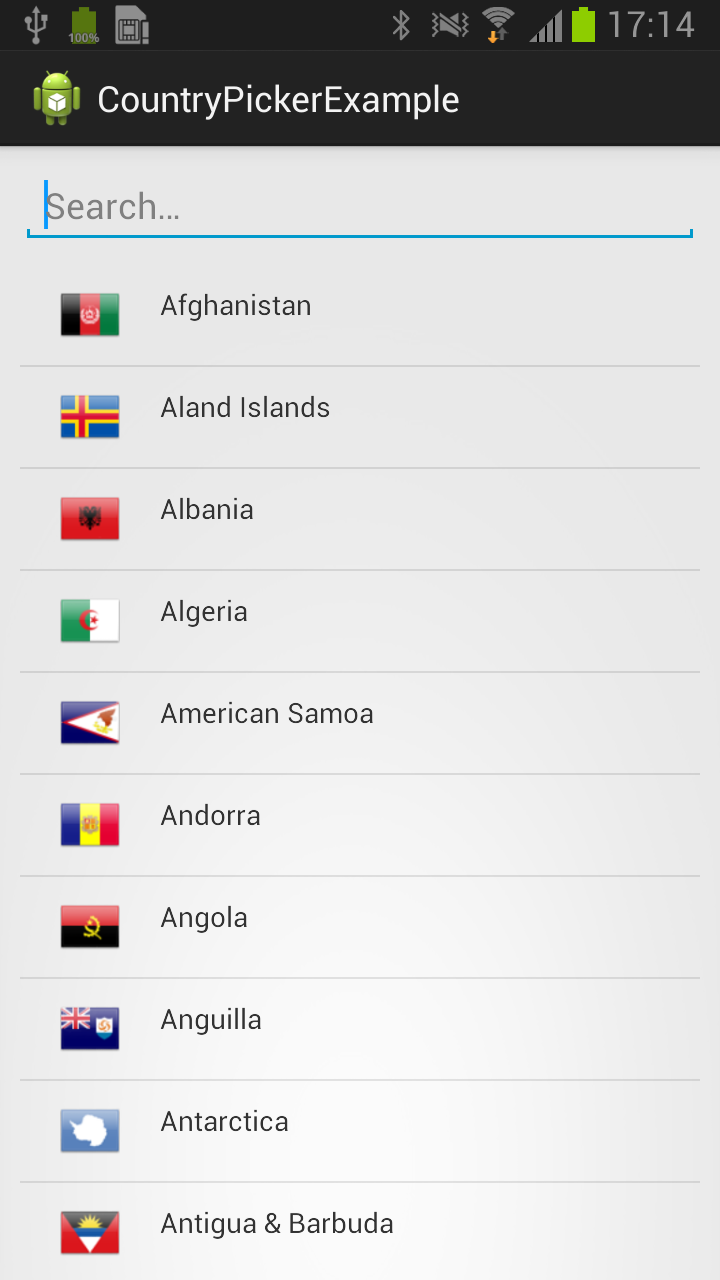 100%
17:14
CountryPickerExample
Search...
Afghanistan
Aland Islands
Albania
Algeria
American Samoa
Andorra
Angola
Anguilla
Antarctica
Antigua & Barbuda